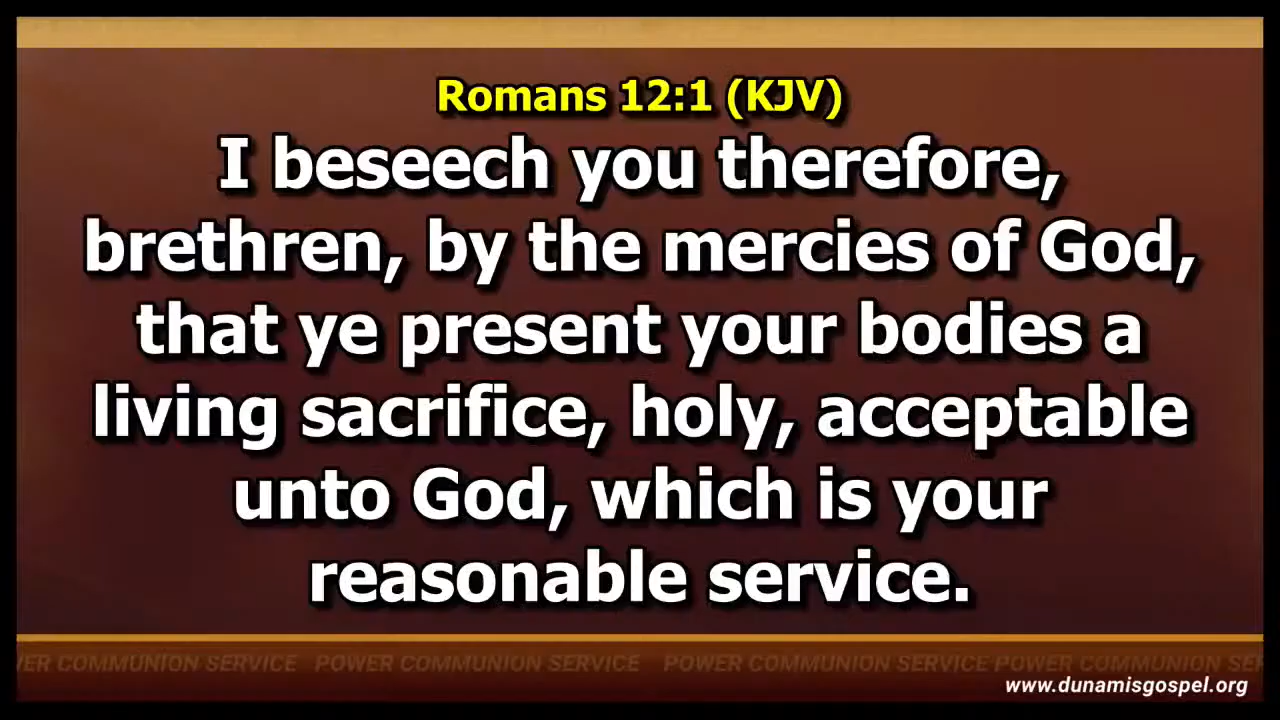 Romans 12:1 (KJV)
I beseech you therefore,
brethren, by the mercies of God,
that ye present your bodies a
living sacrifice, holy, acceptable
unto God, which is your
reasonable service.
WER COMMUNION SERVICE POWER COMMUNION SERVICE POWER COMMUNION SERVICE POWER COMMUNION SER
www.dunamisgospel.org